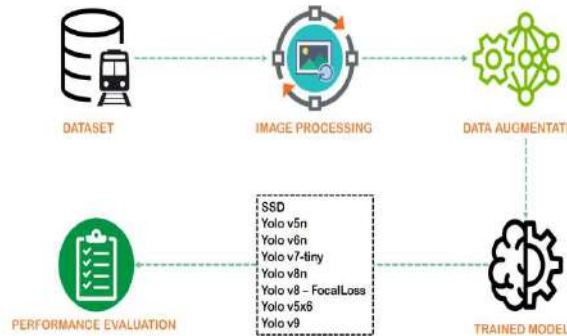 DATASET
IMAGE PROCESSING
DATA AUGMENTATI
SSD
Yolo v5n
Yolo v6n
Yolo v7-tiny
Yolo v8n
Yolo v8 – FocalLoss
Yolo v5x6
Yolo v9
PERFORMANCE EVALUATION
TRAINED MODEL